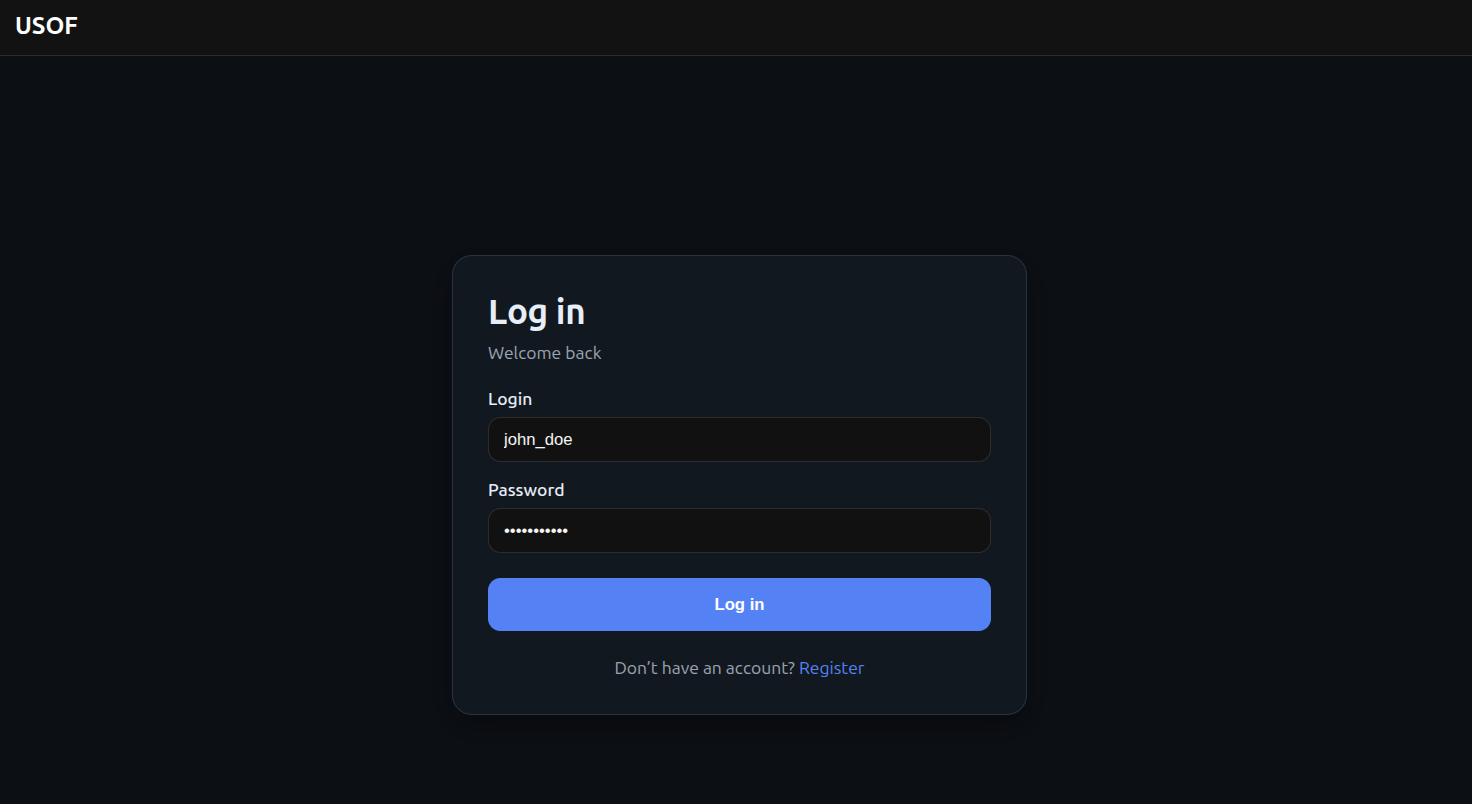 USOF
Log in
Welcome back
Login
john_doe
Password
•••••••••••
Log in
Don’t have an account? Register